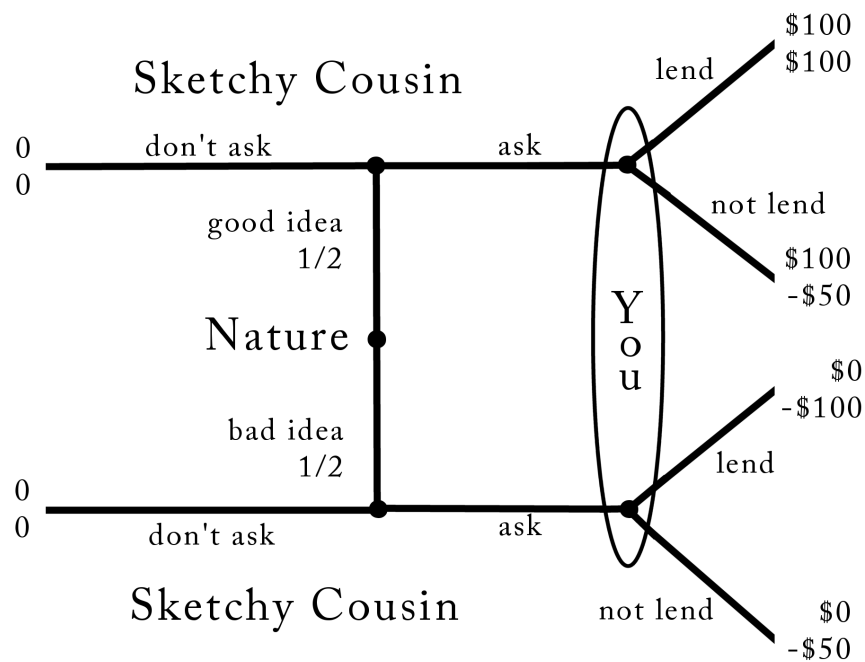 $100
$100
lend
Sketchy Cousin
0
0
don't ask
ask
not lend
good idea
1/2
$100
-$50
Nature
You
bad idea
1/2
$0
-$100
lend
0
0
don't ask
ask
Sketchy Cousin
not lend
$0
-$50